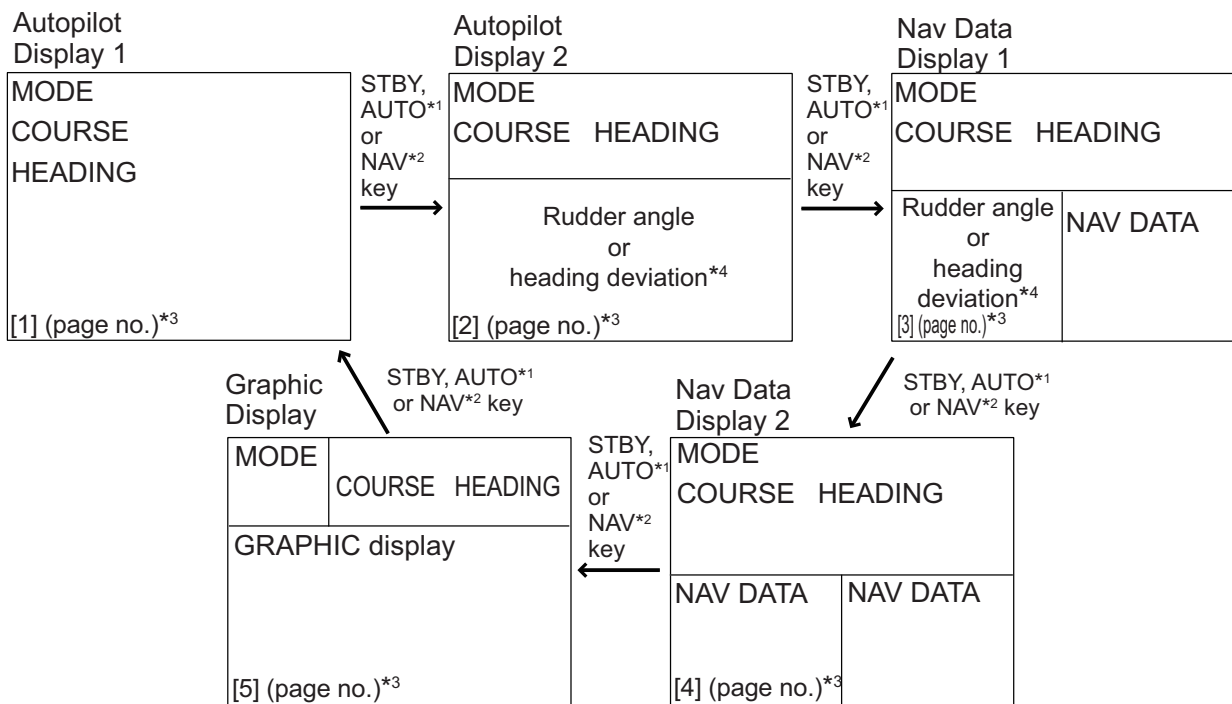 Autopilot
Display 1
MODE
COURSE
HEADING
[1] (page no.)*3
STBY,
AUTO*1
or
NAV*2
key
Autopilot
Display 2
MODE
COURSE HEADING
Rudder angle
or
heading deviation*4
[2] (page no.)*3
STBY,
AUTO*1
or
NAV*2
key
Nav Data
Display 1
MODE
COURSE HEADING
Rudder angle
or
heading
deviation*4
[3] (page no.)*3
NAV DATA
STBY, AUTO*1
or NAV*2 key
Nav Data
Display 2
MODE
COURSE HEADING
NAV DATA
NAV DATA
[4] (page no.)*3
STBY,
AUTO*1
or
NAV*2
key
Graphic
Display
MODE
COURSE HEADING
GRAPHIC display
[5] (page no.)*3
STBY, AUTO*1
or NAV*2 key